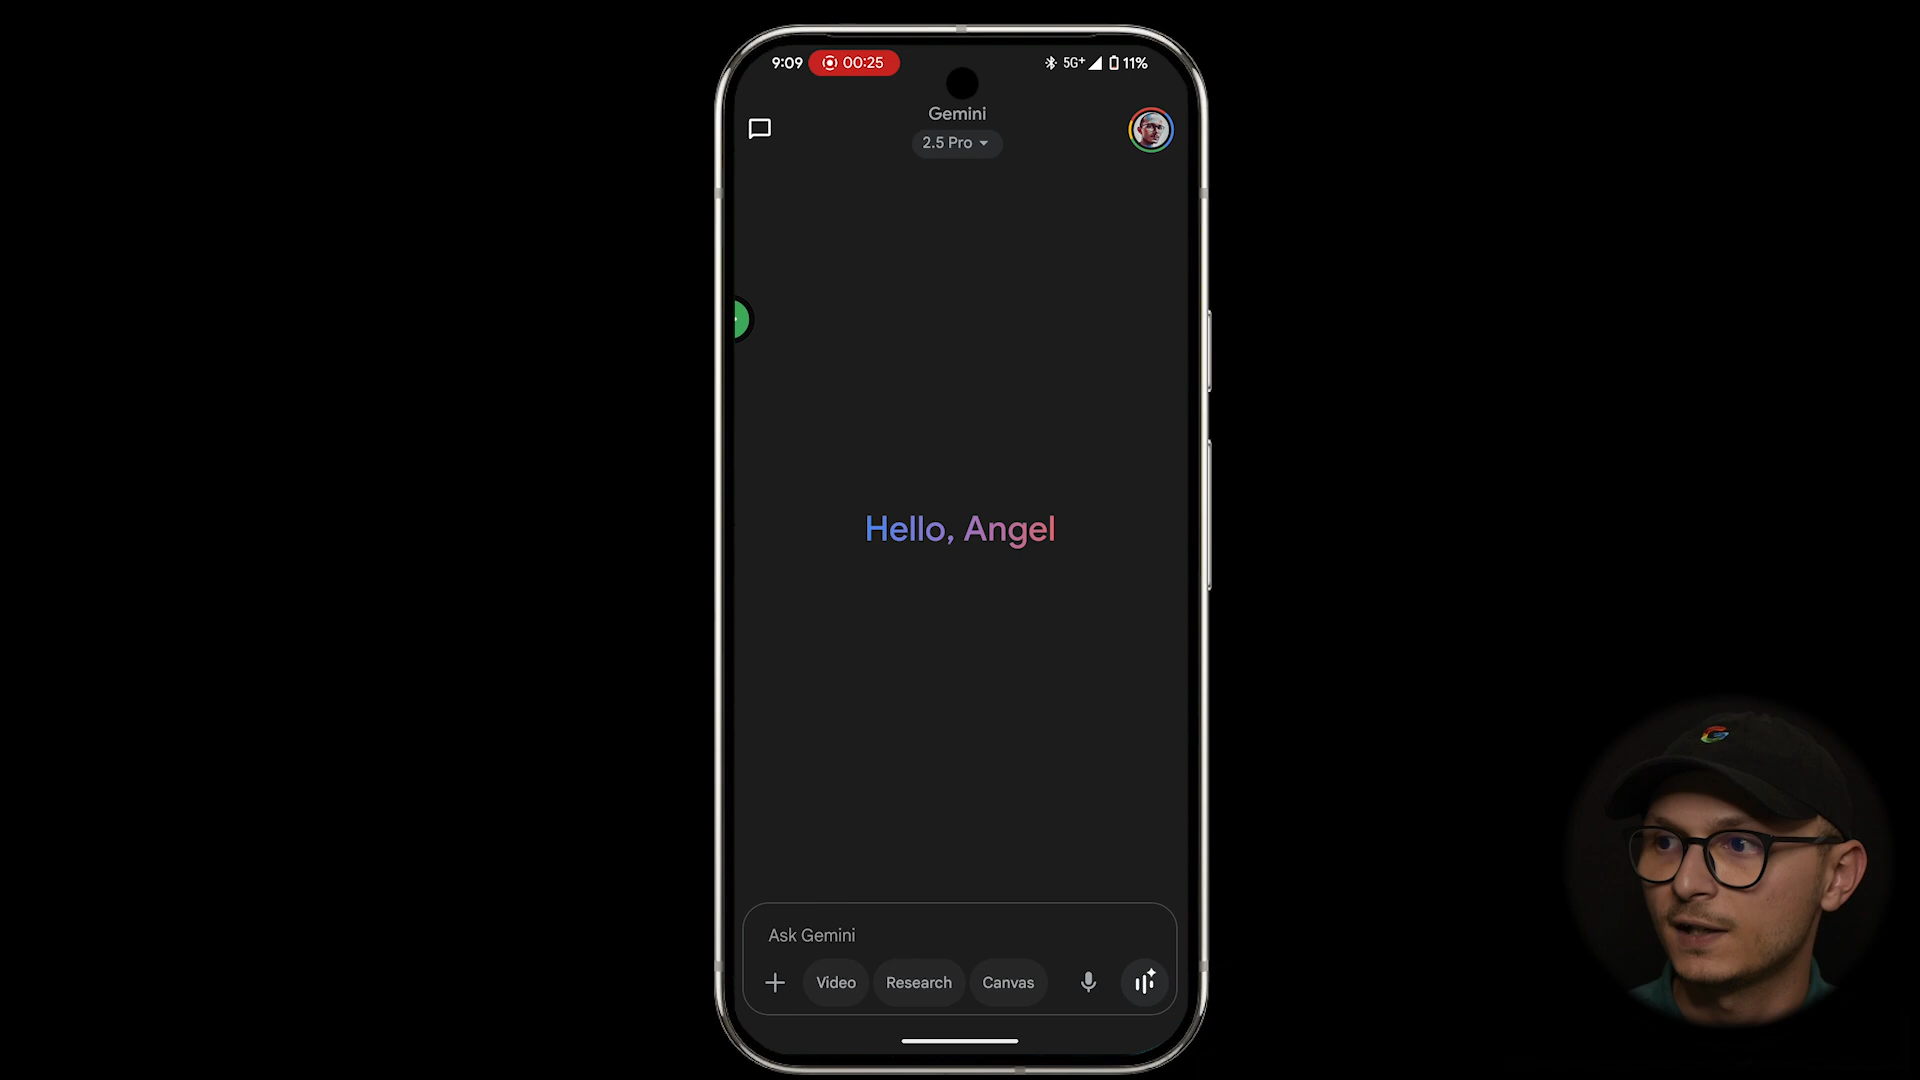 9:09 00:25 5G+ 11%
Gemini
2.5 Pro
Hello, Angel
Ask Gemini
Video Research Canvas
G